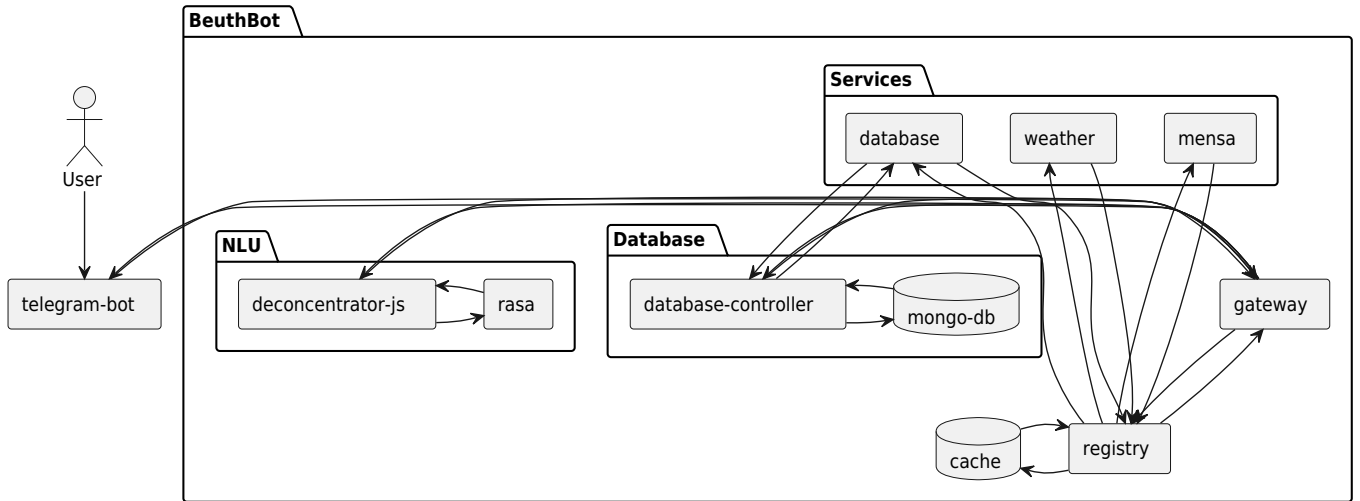 BeuthBot
Services
database
weather
mensa
User
NLU
Database
telegram-bot
deconcentrator-js
rasa
database-controller
mongo-db
gateway
cache
registry